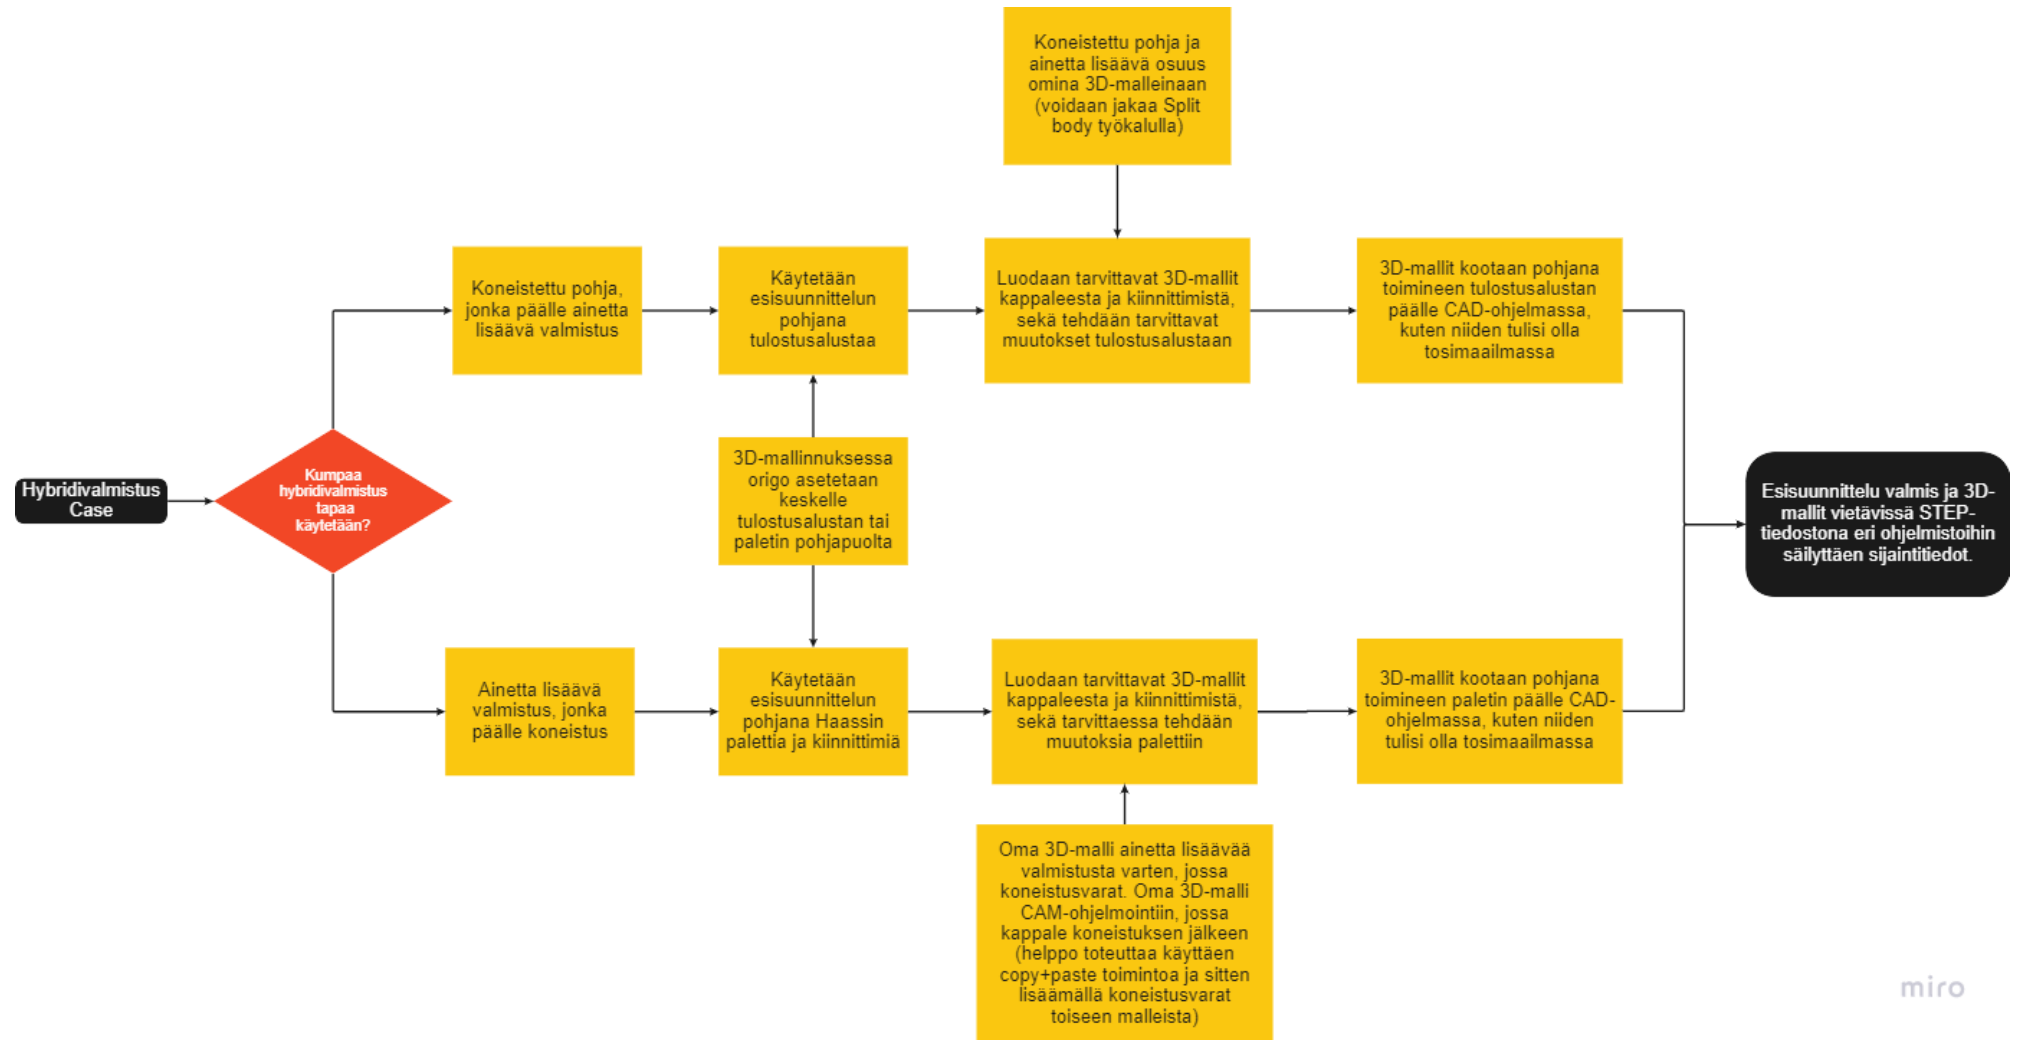 Koneistettu pohja ja
ainetta lisäävä osuus
omina 3D-malleinaan
(voidaan jakaa Split
body työkalulla)
Koneistettu pohja,
jonka päälle ainetta
lisäävä valmistus
Käytetään
esisuunnittelun
pohjana
tulostusalustaa
Luodaan tarvittavat 3D-mallit
kappaleesta ja kiinnittimistä,
sekä tehdään tarvittavat
muutokset tulostusalustaan
3D-mallit kootaan pohjana
toimineen tulostusalustan
päälle CAD-ohjelmassa,
kuten niiden tulisi olla
tosimaailmassa
Hybridivalmistus
Case
Kumpaa
hybridivalmistus
tapaa
käytetään?
3D-mallinnuksessa
origo asetetaan
keskelle
tulostusalustan tai
paletin pohjapuolta
Esisuunnittelu valmis ja 3D-
mallit vietävissä STEP-
tiedostona eri ohjelmistoihin
säilyttäen sijaintitiedot.
Ainetta lisäävä
valmistus, jonka
päälle koneistus
Käytetään
esisuunnittelun
pohjana Haassin
palettia ja kiinnittimiä
Luodaan tarvittavat 3D-mallit
kappaleesta ja kiinnittimistä,
sekä tarvittaessa tehdään
muutoksia palettiin
3D-mallit kootaan pohjana
toimineen paletin päälle CAD-
ohjelmassa, kuten niiden
tulisi olla tosimaailmassa
Oma 3D-malli ainetta lisäävää
valmistusta varten, jossa
koneistusvarat. Oma 3D-malli
CAM-ohjelmointiin, jossa
kappale koneistuksen jälkeen
(helppo toteuttaa käyttäen
copy+paste toimintoa ja sitten
lisäämällä koneistusvarat
toiseen malleista)
miro